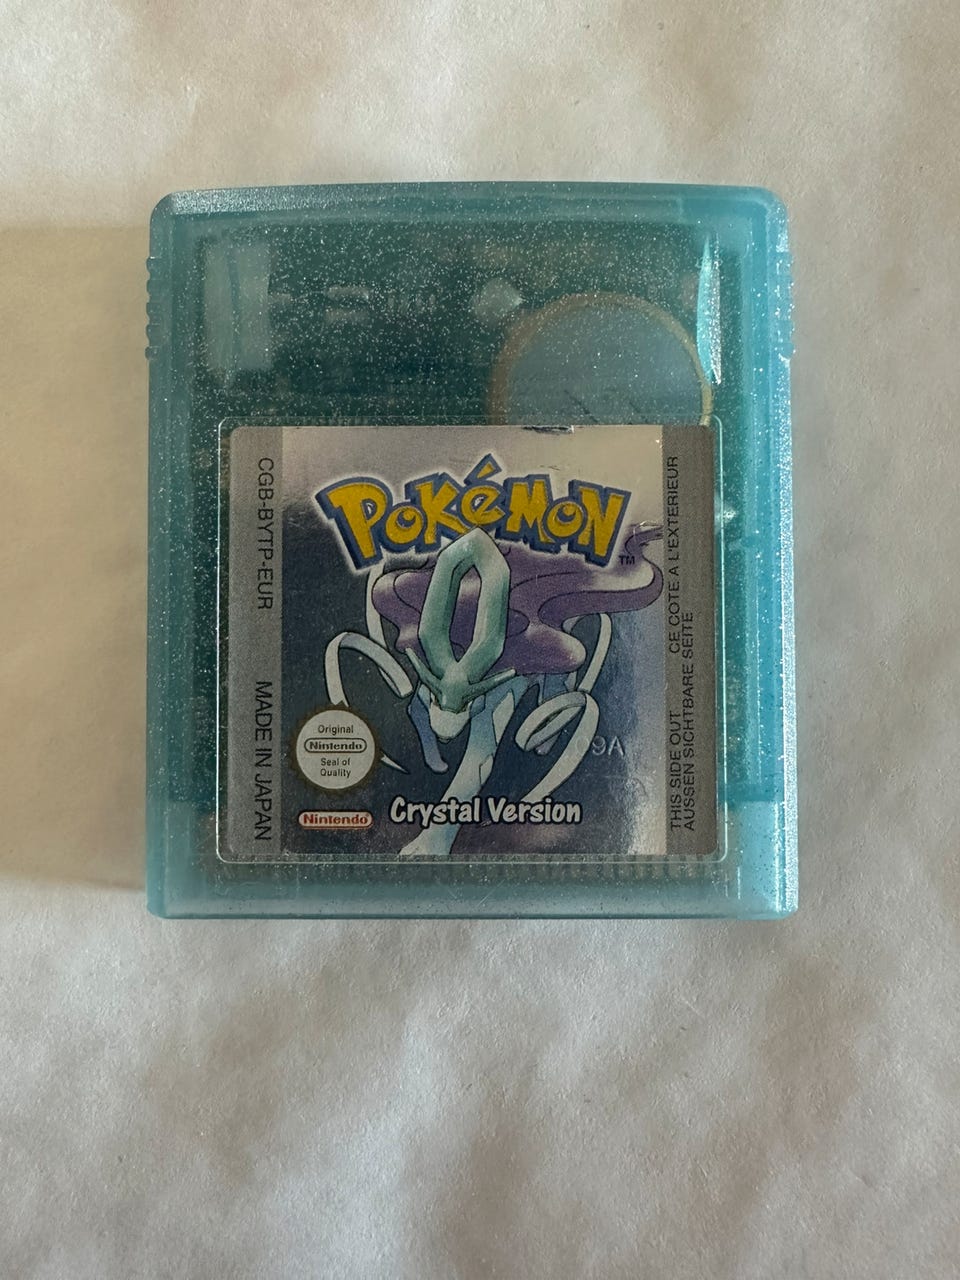 CGB-BYTP-EUR MADE IN JAPAN
POKéMON
TM
Original
Nintendo
Seal of
Quality
09A
Nintendo®
Crystal Version
THIS SIDE OUT CE COTE A L'EXTERIEUR
AUSSEN SICHTBARE SEITE